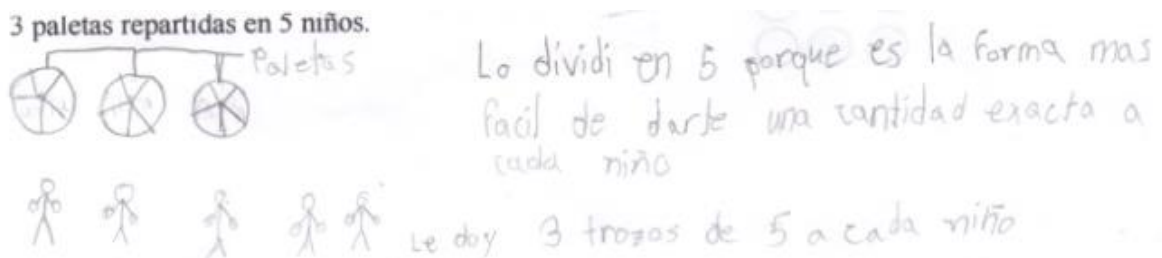 3 paletas repartidas en 5 niños.
Paletas
Lo dividi en 5 porque es la forma mas
facil de darle una cantidad exacta a
cada niño
Le doy 3 trozos de 5 a cada niño